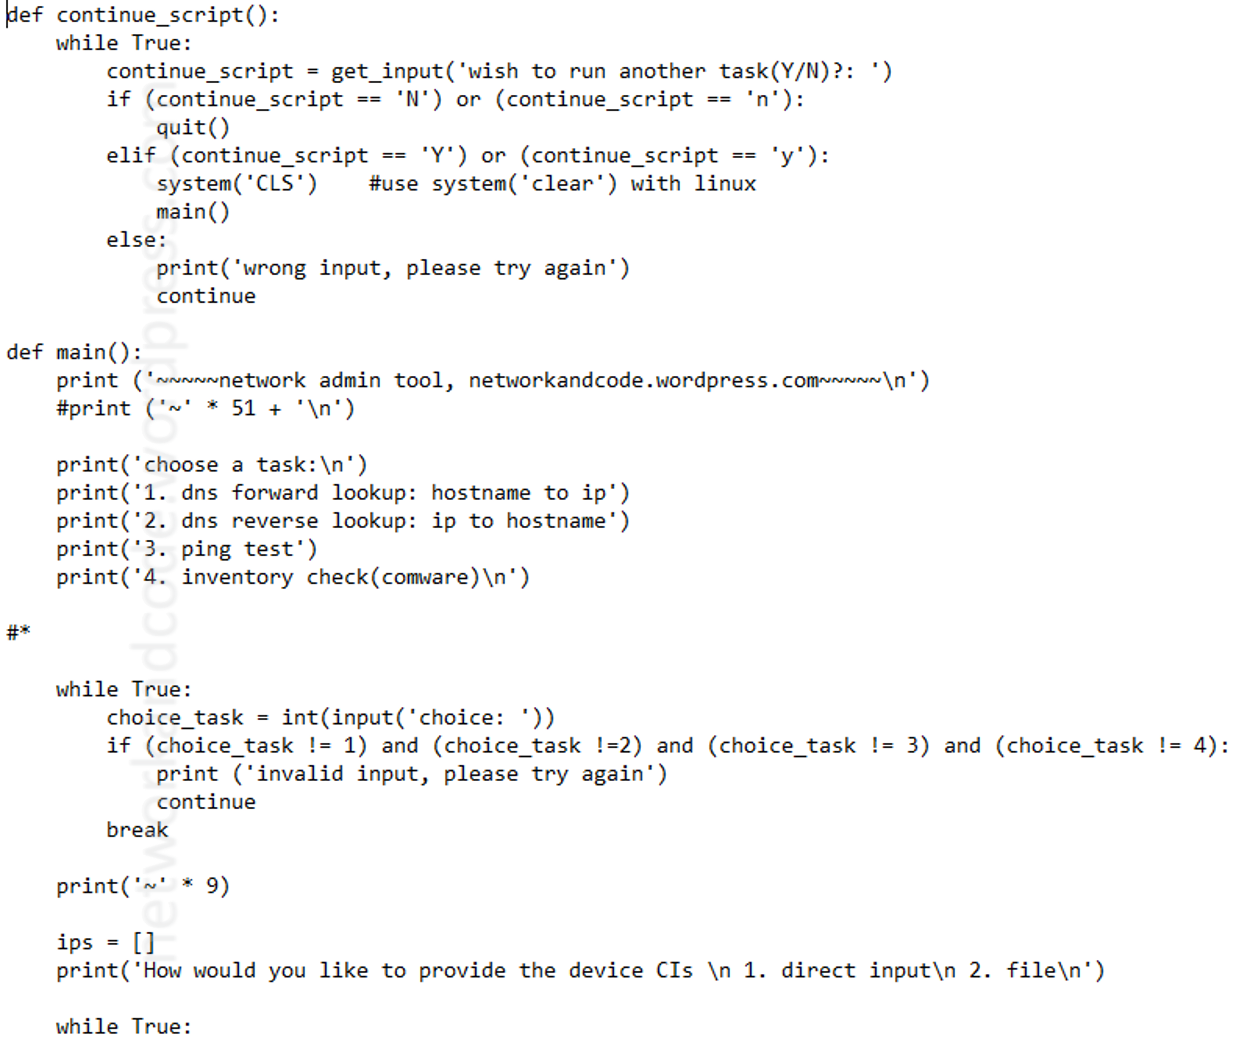 def continue_script():
    while True:
        continue_script = get_input('wish to run another task(Y/N)?: ')
        if (continue_script == 'N') or (continue_script == 'n'):
            quit()
        elif (continue_script == 'Y') or (continue_script == 'y'):
            system('CLS')    #use system('clear') with linux
            main()
        else:
            print('wrong input, please try again')
            continue

def main():
    print ('~~~~~network admin tool, networkandcode.wordpress.com~~~~~\n')
    #print ('~' * 51 + '\n')

    print('choose a task:\n')
    print('1. dns forward lookup: hostname to ip')
    print('2. dns reverse lookup: ip to hostname')
    print('3. ping test')
    print('4. inventory check(comware)\n')

#*

    while True:
        choice_task = int(input('choice: '))
        if (choice_task != 1) and (choice_task !=2) and (choice_task != 3) and (choice_task != 4):
            print ('invalid input, please try again')
            continue
        break

    print('~' * 9)

    ips = []
    print('How would you like to provide the device CIs \n 1. direct input\n 2. file\n')

    while True:
networkandcode.wordpress.com